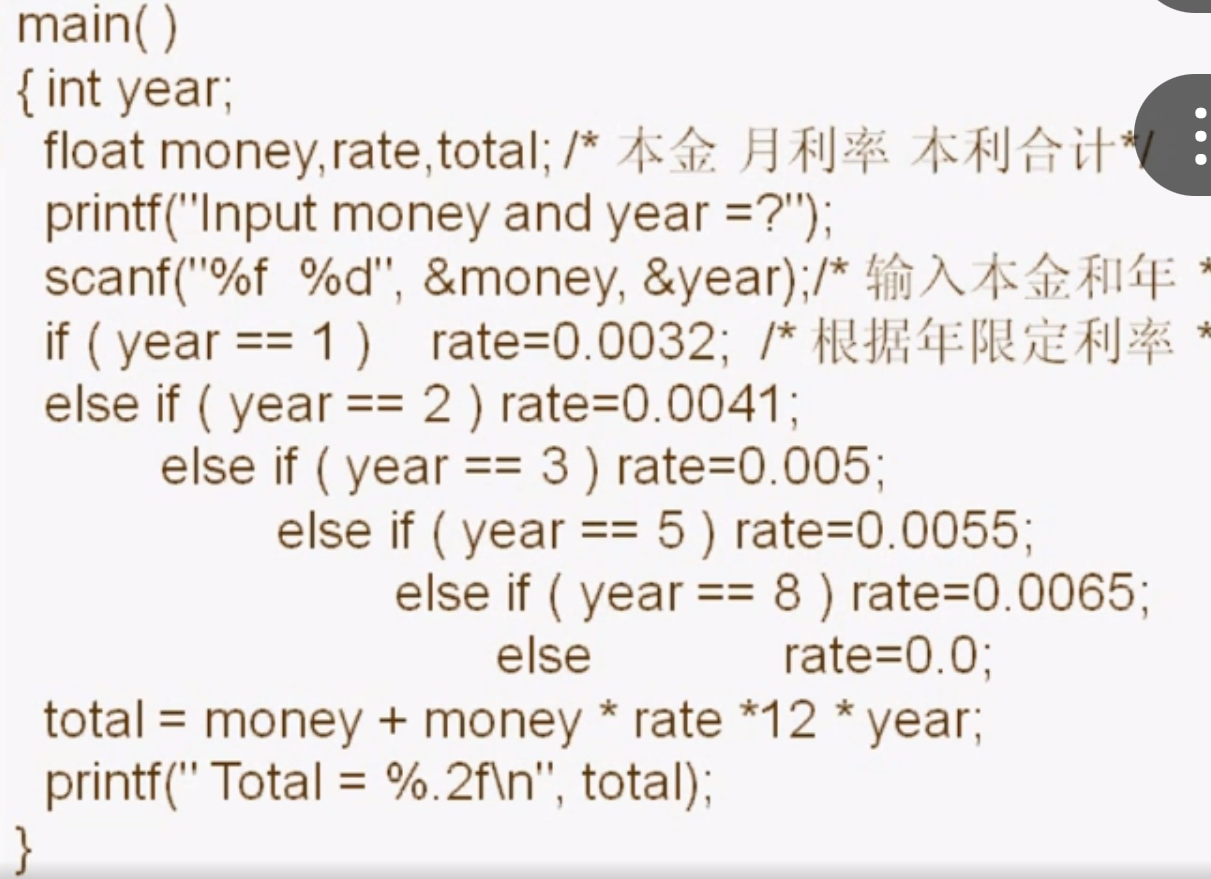 main( )
{ int year;
float money,rate,total; /* 本金 月利率 本利合计*/
printf("Input money and year =?");
scanf("%f  %d", &money, &year);/* 输入本金和年 *
if ( year == 1 )   rate=0.0032;  /* 根据年限定利率 *
else if ( year == 2 ) rate=0.0041;
else if ( year == 3 ) rate=0.005;
else if ( year == 5 ) rate=0.0055;
else if ( year == 8 ) rate=0.0065;
else             rate=0.0;
total = money + money * rate *12 * year;
printf(" Total = %.2f\n", total);
}